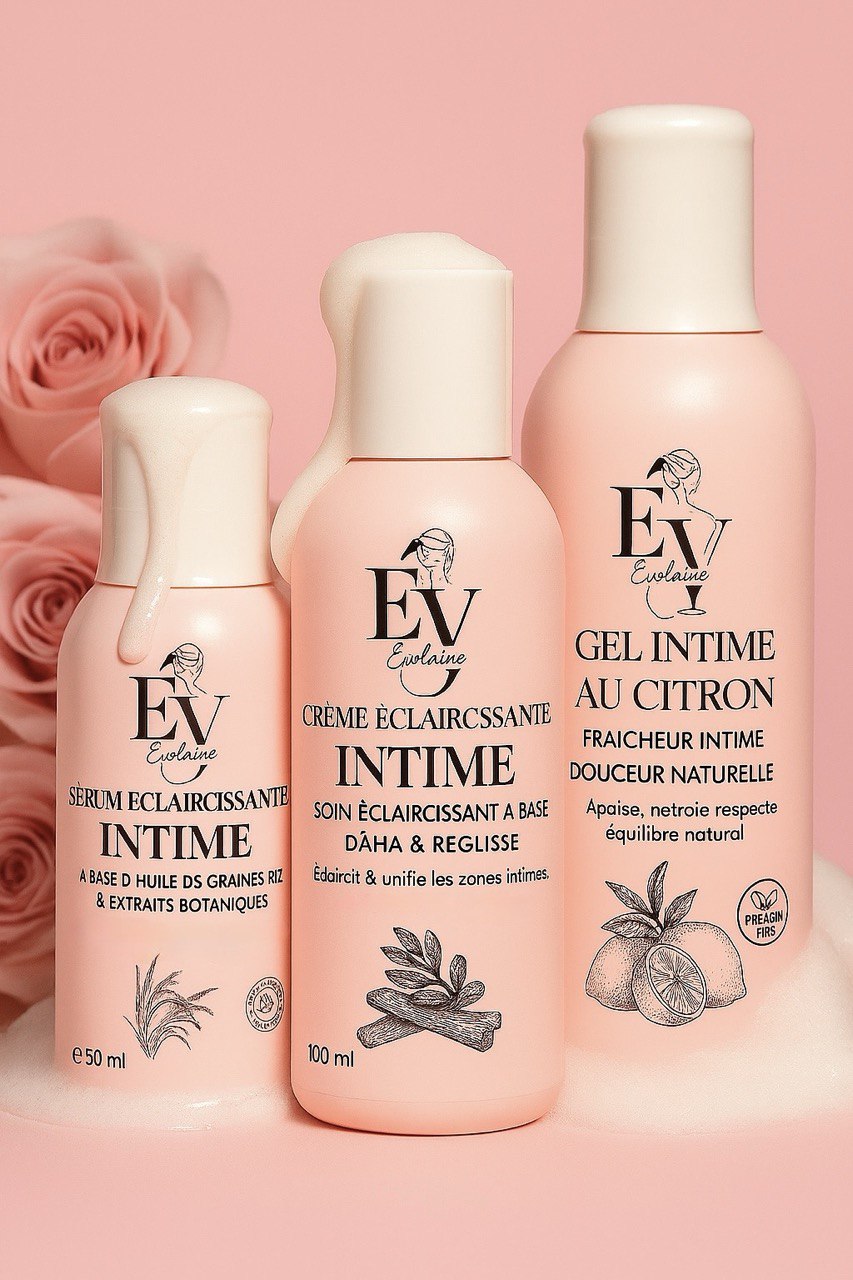 EV
Evolaine
SÈRUM ECLAIRCISSANTE
INTIME
A BASE D HUILE DS GRAINES RIZ
& EXTRAITS BOTANIQUES
e 50 ml
EV
Evolaine
CRÈME ÈCLAIRCSSANTE
INTIME
SOIN ÈCLAIRCISSANT A BASE
DÂHA & REGLISSE
Èdaircit & unifie les zones intimes.
100 ml
EV
Evolaine
GEL INTIME
AU CITRON
FRAICHEUR INTIME
DOUCEUR NATURELLE
Apaise, netroie respecte
équilibre natural
PREAGIN
FIRS